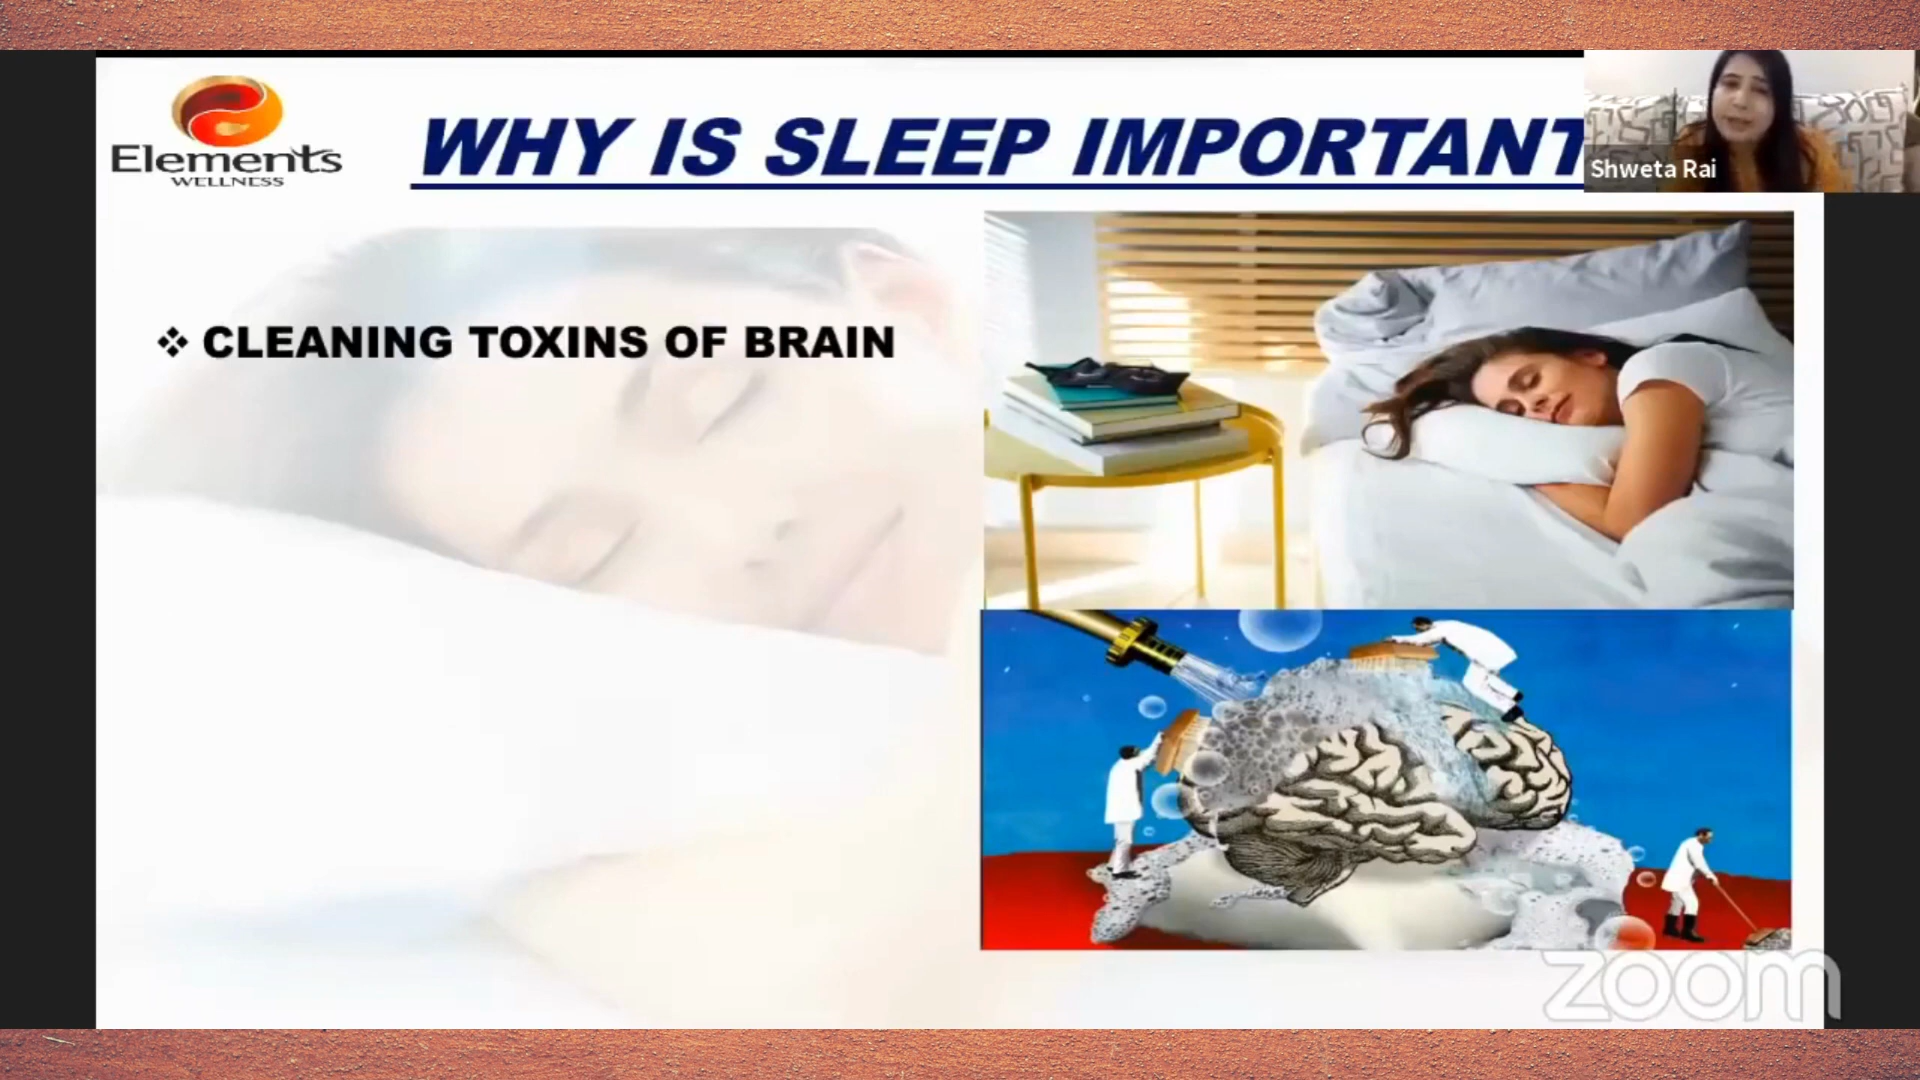 Elements
WELLNESS
WHY IS SLEEP IMPORTANT
Shweta Rai
❖ CLEANING TOXINS OF BRAIN
zoom